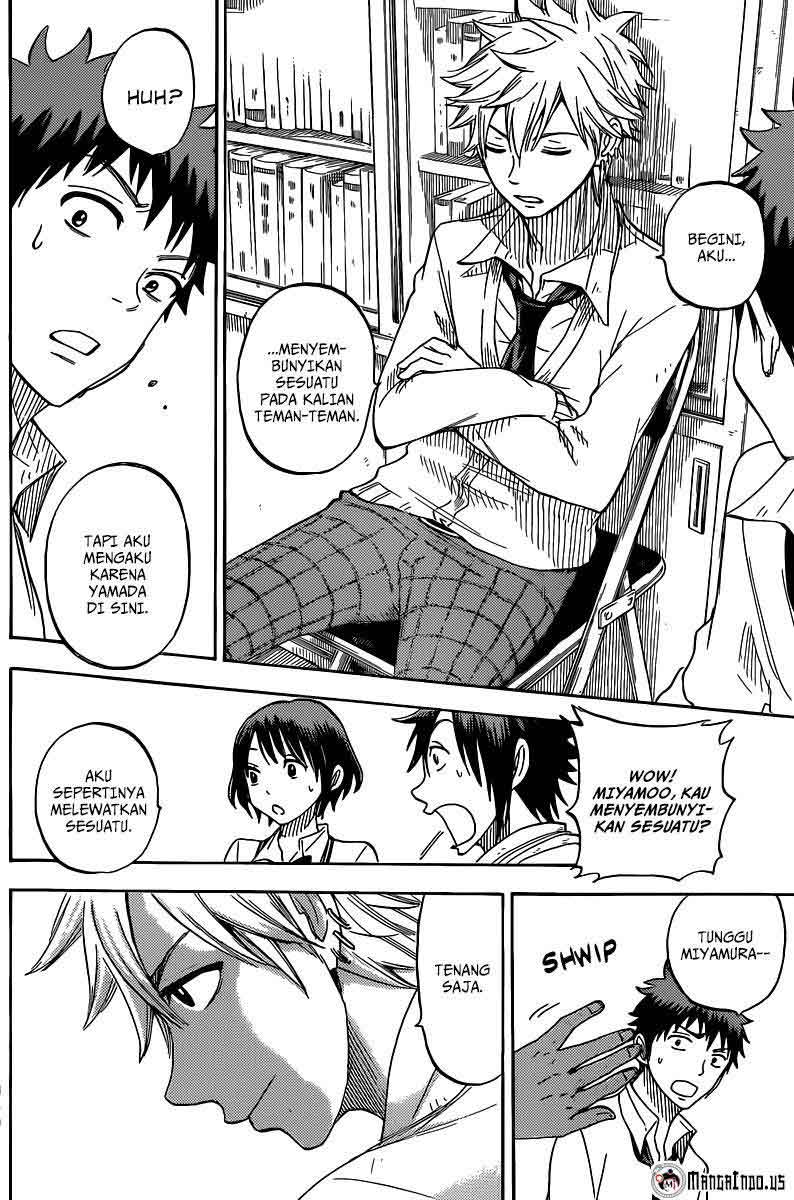 BEGINI,
AKU...
...MENYEM-
BUNYIKAN
SESUATU
PADA KALIAN
TEMAN-TEMAN.
HUH?
TAPI AKU
MENGAKU
KARENA
YAMADA
DI SINI.
WOW!
MIYAMOO, KAU
MENYEMBUNYI-
KAN SESUATU?
AKU
SEPERTINYA
MELEWATKAN
SESUATU.
TUNGGU
MIYAMURA--
SHWIP
TENANG
SAJA.
MANGAINDO.US